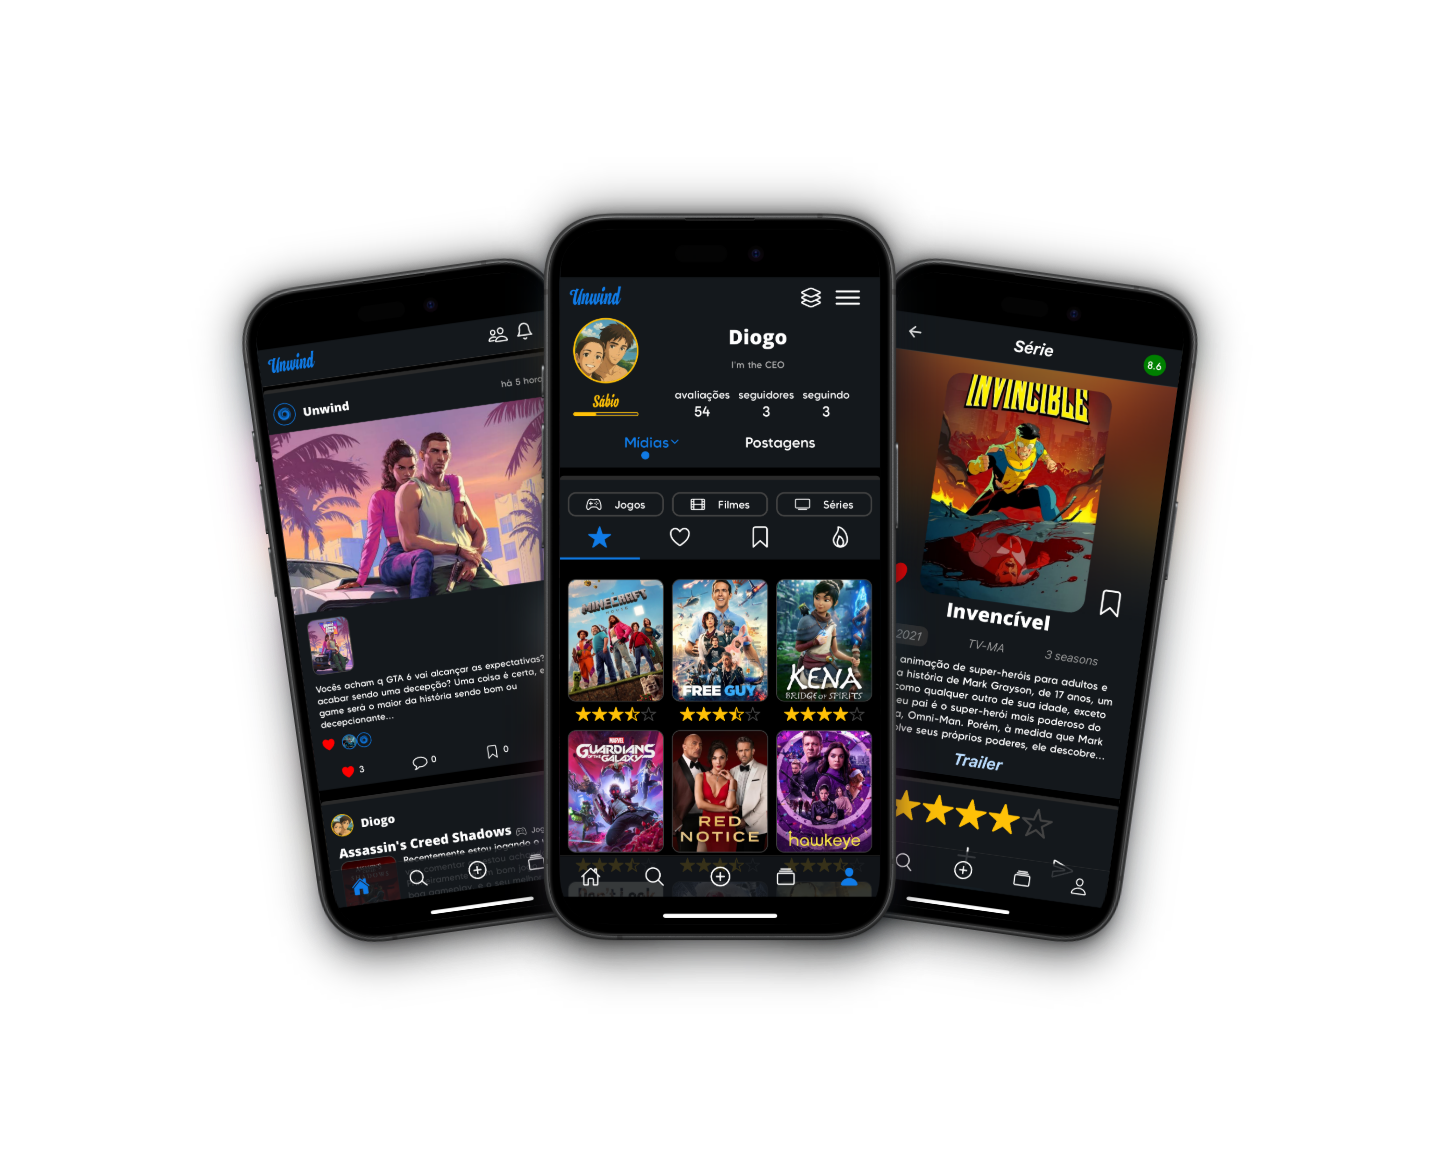 Unwind
há 5 hora
Unwind
Vocês acham q GTA 6 vai alcançar as expectativas?
acabar sendo uma decepção? Uma coisa é certa, e
game será o maior da história sendo bom ou
decepcionante...
3
0
0
Diogo
Assassin's Creed Shadows
Jog
Recentemente estou jogando o
Unwind
Diogo
I'm the CEO
Sábio
avaliações seguidores seguindo
54 3 3
Mídias Postagens
Jogos Filmes Séries
MINECRAFT
FREE GUY
KENA
BRIDGE OF SPIRITS
MARVEL
GUARDIANS
OF THE
GALAXY
RED
NOTICE
hawkeye
Série
8.6
INVINCIBLE
Invencível
2021
TV-MA
3 seasons
animação de super-heróis para adultos e
a história de Mark Grayson, de 17 anos, um
como qualquer outro de sua idade, exceto
eu pai é o super-herói mais poderoso do
a, Omni-Man. Porém, à medida que Mark
olve seus próprios poderes, ele descobre...
Trailer